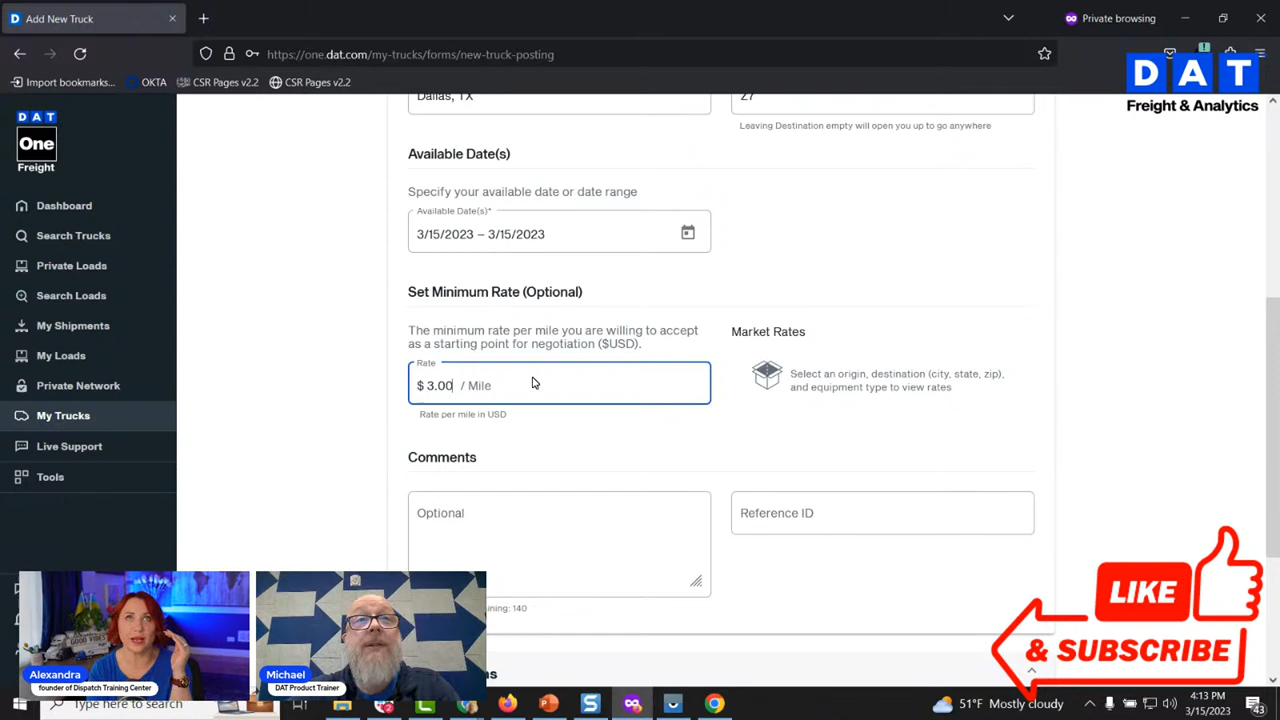 Add New Truck
Private browsing
https://one.dat.com/my-trucks/forms/new-truck-posting
Import bookmarks...
OKTA
CSR Pages v2.2
CSR Pages v2.2
DAT
Freight & Analytics
DAT
One
Freight
Dashboard
Search Trucks
Private Loads
Search Loads
My Shipments
My Loads
Private Network
My Trucks
Live Support
Tools
Dallas, TX
Z7
Leaving Destination empty will open you up to go anywhere
Available Date(s)
Specify your available date or date range
Available Date(s)*
3/15/2023 – 3/15/2023
Set Minimum Rate (Optional)
The minimum rate per mile you are willing to accept
as a starting point for negotiation ($USD).
Rate
$ 3.00 / Mile
Rate per mile in USD
Market Rates
Select an origin, destination (city, state, zip),
and equipment type to view rates
Comments
Optional
Reference ID
140
LIKE
& SUBSCRIBE
GOOD VIBES
Alexandra
founder of Dispatch Training Center
Michael
DAT Product Trainer
Type here to search
51°F Mostly cloudy
4:13 PM
3/15/2023
43